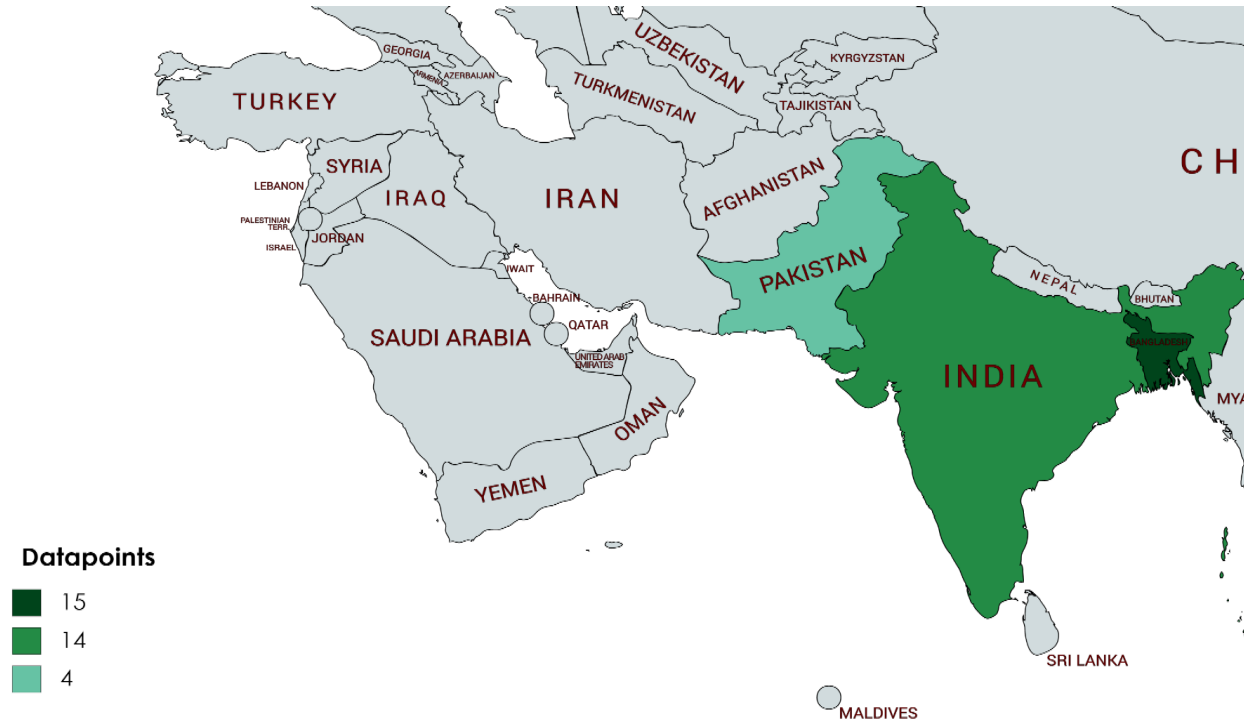 UZBEKISTAN
GEORGIA
KYRGYZSTAN
ARMENIA
AZERBAIJAN
TURKMENISTAN
TURKEY
TAJIKISTAN
CH
SYRIA
AFGHANISTAN
LEBANON
IRAQ
IRAN
PALESTINIAN
TERR.
JORDAN
ISRAEL
PAKISTAN
IWAIT
NEPAL
BAHRAIN
BHUTAN
QATAR
SAUDI ARABIA
BANGLADESH
UNITED ARAB
EMIRATES
INDIA
MYA
OMAN
YEMEN
Datapoints
15
14
4
SRI LANKA
MALDIVES